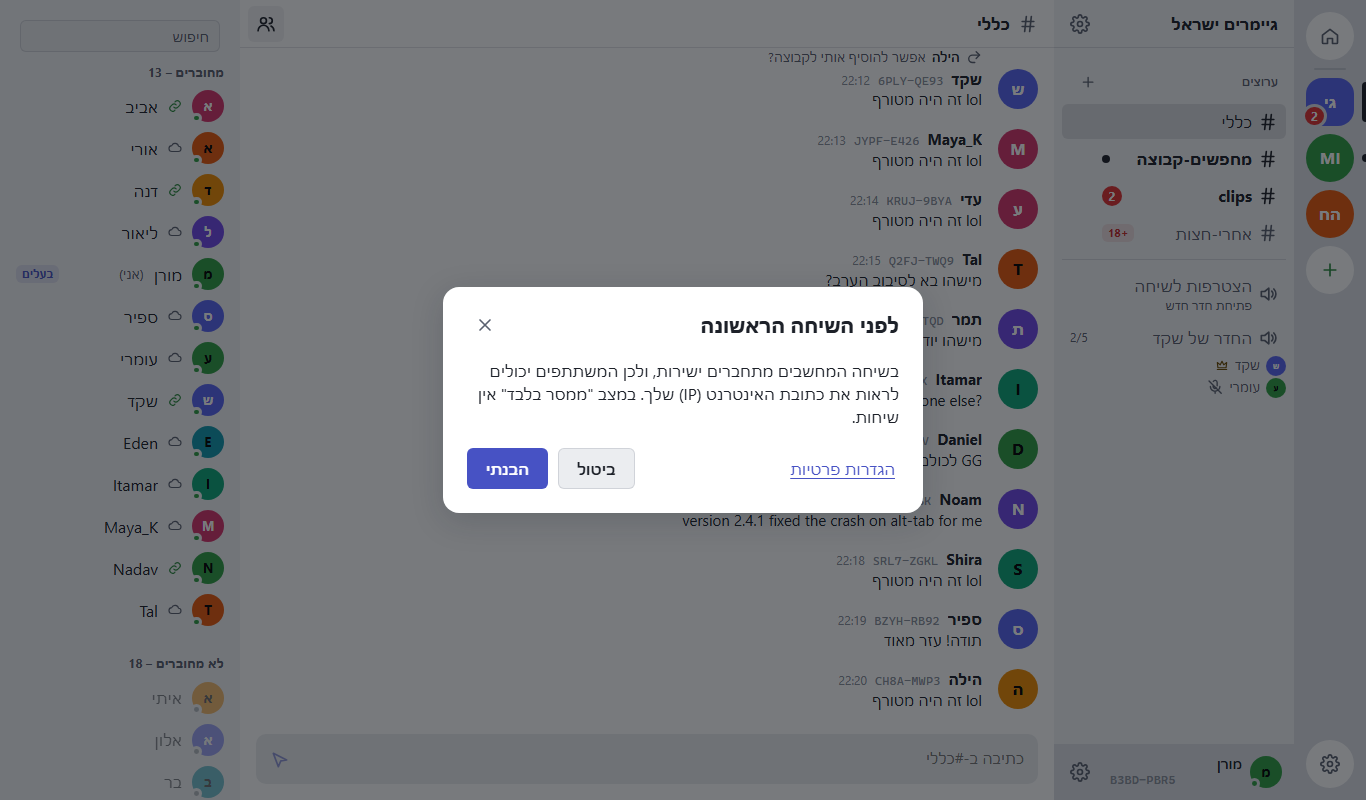 גי
2
MI
הח
גיימרים ישראל
ערוצים
כללי
מחפשים-קבוצה
clips
2
אחרי-חצות
18+
הצטרפות לשיחה
פתיחת חדר חדש
החדר של שקד
2/5
ש שקד
ע עומרי
מ מורן
B3BD-PBR5
# כללי
הילה אפשר להוסיף אותי לקבוצה?
ש
שקד 6PLY-QE93 22:12
lol זה היה מטורף
M
Maya_K JYPF-E426 22:13
lol זה היה מטורף
ע
עדי KRUJ-9BYA 22:14
lol זה היה מטורף
T
Tal Q2FJ-TWQ9 22:15
מישהו בא לסיבוב הערב?
ת
תמר
מישהו
I
Itamar
one else?
D
Daniel
GG לכולם
N
Noam
version 2.4.1 fixed the crash on alt-tab for me
S
Shira SRL7-ZGKL 22:18
lol זה היה מטורף
ס
ספיר BZYH-RB92 22:19
תודה! עזר מאוד
ה
הילה CH8A-MWP3 22:20
lol זה היה מטורף
כתיבה ב-#כללי
לפני השיחה הראשונה
בשיחה המחשבים מתחברים ישירות, ולכן המשתתפים יכולים
לראות את כתובת האינטרנט (IP) שלך. במצב "ממסר בלבד" אין
שיחות.
הגדרות פרטיות
ביטול
הבנתי
חיפוש
מחוברים – 13
א אביב
א אורי
ד דנה
ל ליאור
מ מורן (אני) בעלים
ס ספיר
ע עומרי
ש שקד
E Eden
I Itamar
M Maya_K
N Nadav
T Tal
לא מחוברים – 18
א איתי
א אלון
ב בר